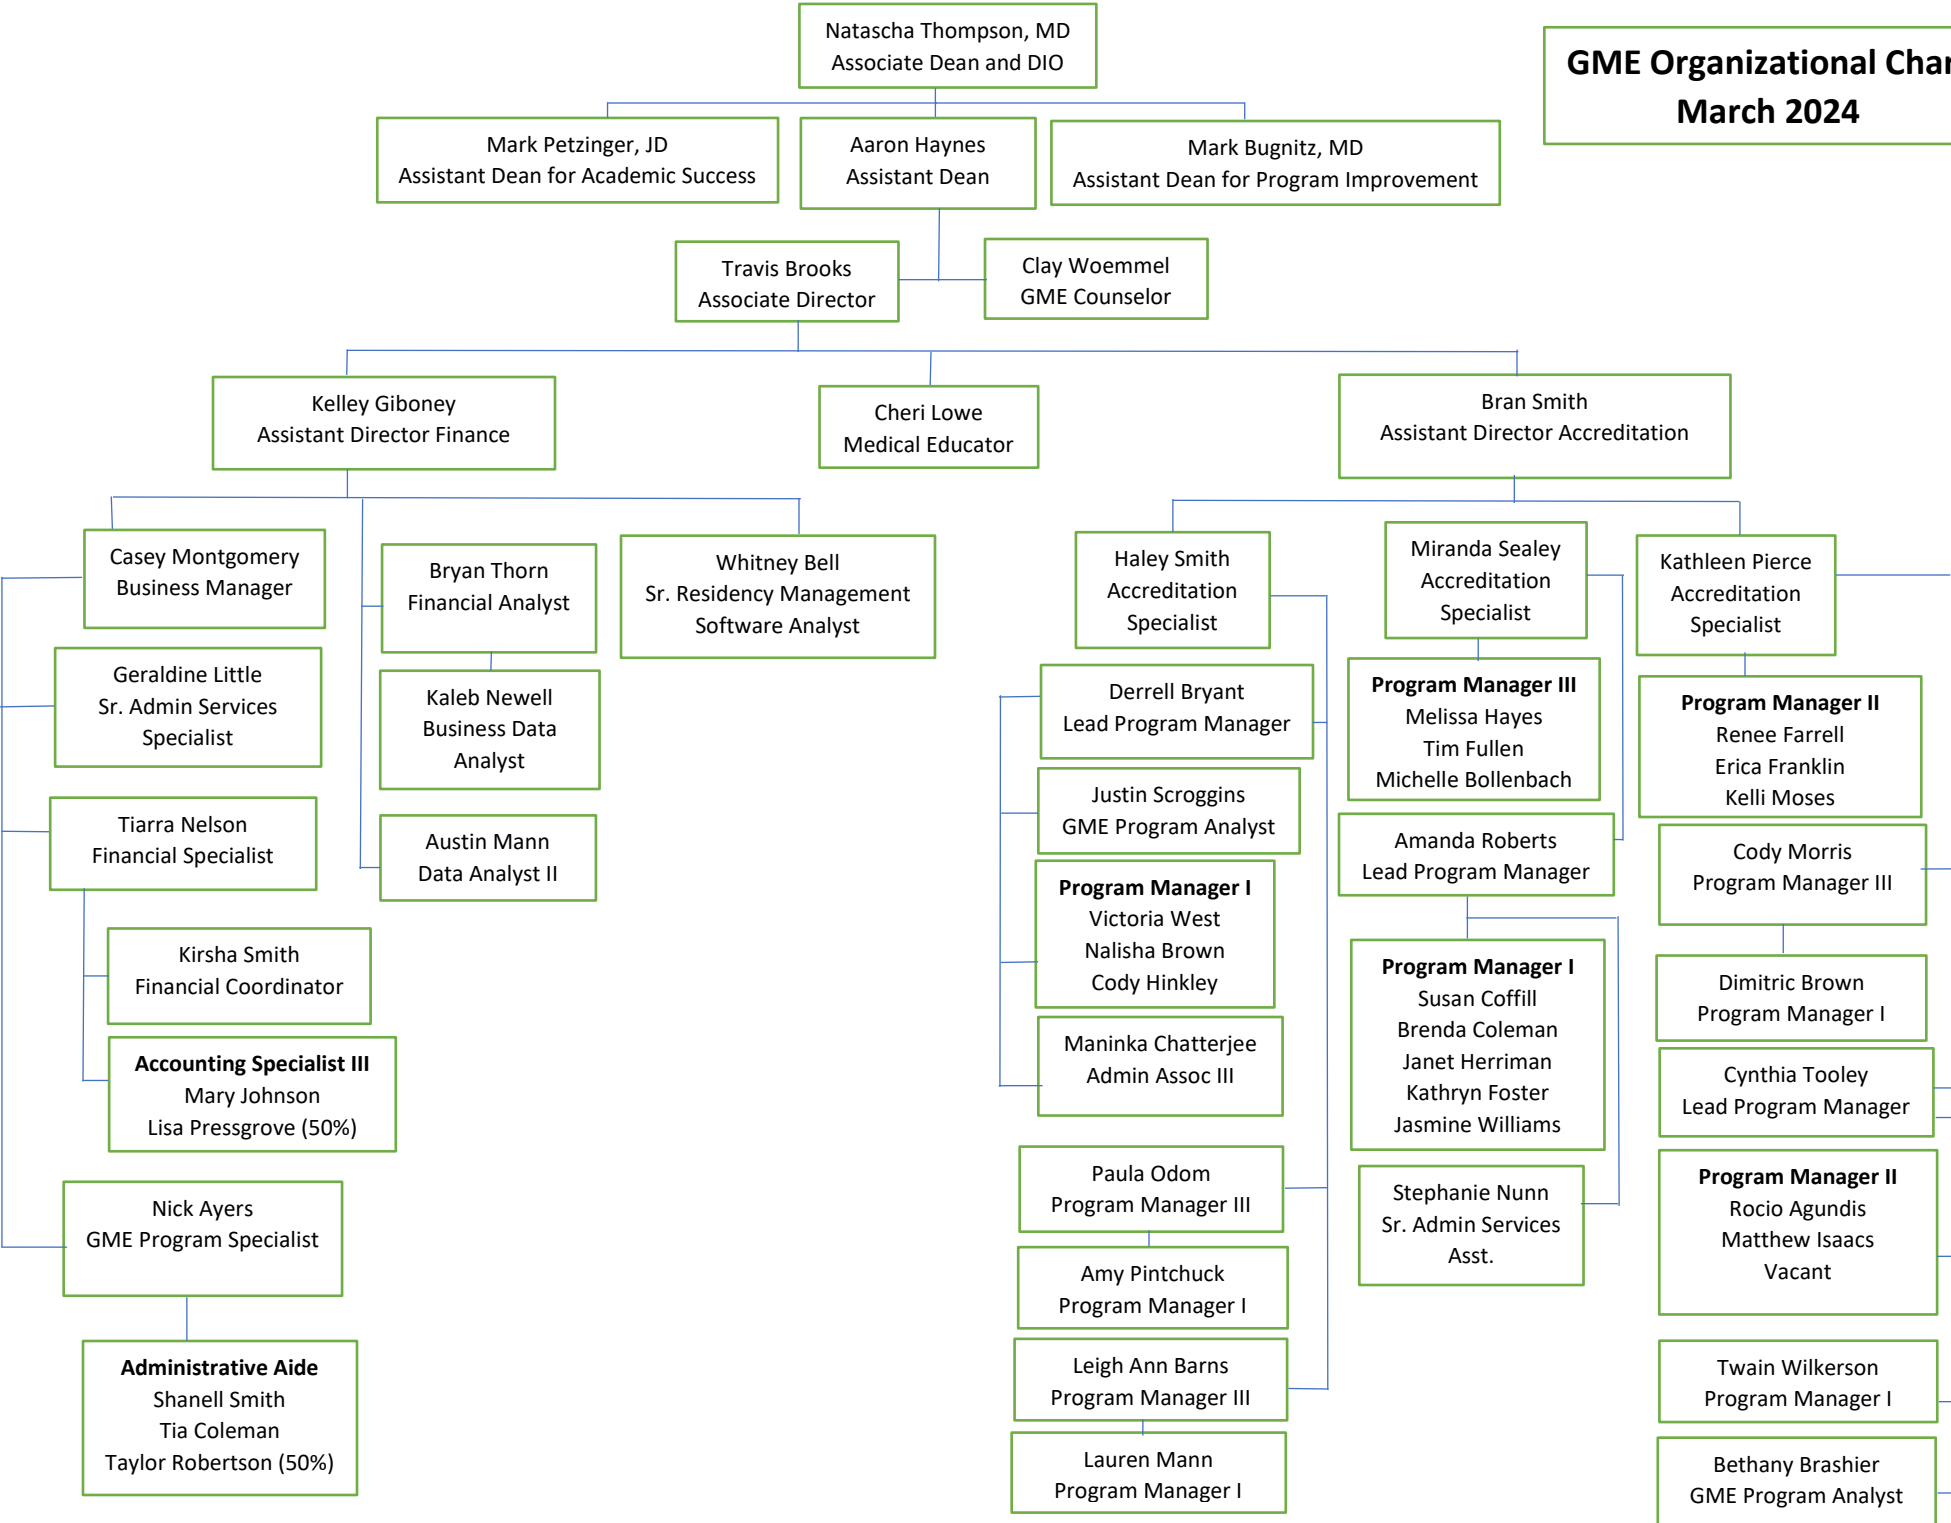 Natascha Thompson, MD
Associate Dean and DIO
GME Organizational Char
March 2024
Mark Petzinger, JD
Assistant Dean for Academic Success
Aaron Haynes
Assistant Dean
Mark Bugnitz, MD
Assistant Dean for Program Improvement
Travis Brooks
Associate Director
Clay Woemmel
GME Counselor
Kelley Giboney
Assistant Director Finance
Cheri Lowe
Medical Educator
Bran Smith
Assistant Director Accreditation
Casey Montgomery
Business Manager
Geraldine Little
Sr. Admin Services
Specialist
Tiarra Nelson
Financial Specialist
Kirsha Smith
Financial Coordinator
Accounting Specialist III
Mary Johnson
Lisa Pressgrove (50%)
Nick Ayers
GME Program Specialist
Administrative Aide
Shanell Smith
Tia Coleman
Taylor Robertson (50%)
Bryan Thorn
Financial Analyst
Kaleb Newell
Business Data
Analyst
Austin Mann
Data Analyst II
Whitney Bell
Sr. Residency Management
Software Analyst
Haley Smith
Accreditation
Specialist
Derrell Bryant
Lead Program Manager
Justin Scroggins
GME Program Analyst
Program Manager I
Victoria West
Nalisha Brown
Cody Hinkley
Maninka Chatterjee
Admin Assoc III
Paula Odom
Program Manager III
Amy Pintchuck
Program Manager I
Leigh Ann Barns
Program Manager III
Lauren Mann
Program Manager I
Miranda Sealey
Accreditation
Specialist
Program Manager III
Melissa Hayes
Tim Fullen
Michelle Bollenbach
Amanda Roberts
Lead Program Manager
Program Manager I
Susan Coffill
Brenda Coleman
Janet Herriman
Kathryn Foster
Jasmine Williams
Stephanie Nunn
Sr. Admin Services
Asst.
Kathleen Pierce
Accreditation
Specialist
Program Manager II
Renee Farrell
Erica Franklin
Kelli Moses
Cody Morris
Program Manager III
Dimitric Brown
Program Manager I
Cynthia Tooley
Lead Program Manager
Program Manager II
Rocio Agundis
Matthew Isaacs
Vacant
Twain Wilkerson
Program Manager I
Bethany Brashier
GME Program Analyst